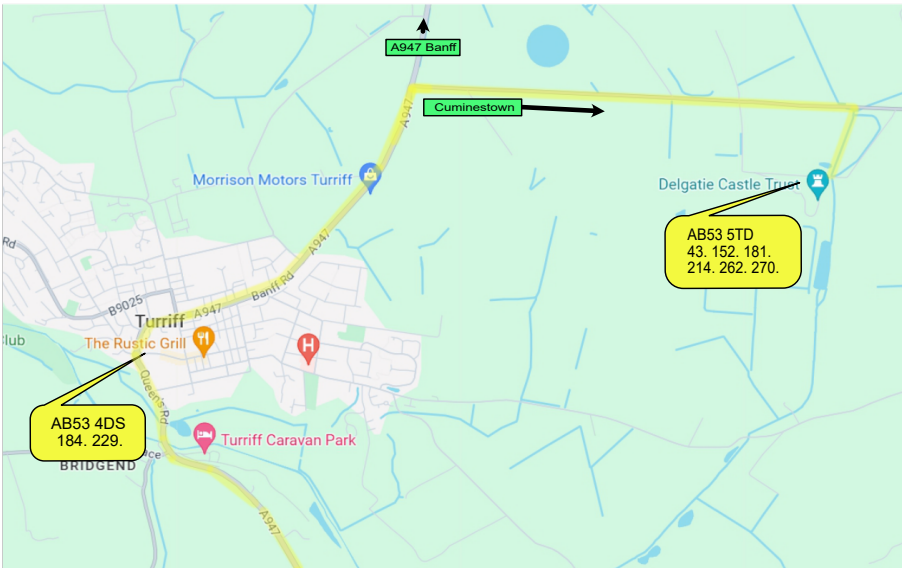 A947 Banff
Cuminestown
A947
Morrison Motors Turriff
Delgatie Castle Trust
AB53 5TD
43. 152. 181.
214. 262. 270.
A947
Rd
Banff Rd
B9025
A947
Turriff
lub
The Rustic Grill
H
Queen's Rd
AB53 4DS
184. 229.
Turriff Caravan Park
ce
BRIDGEND
A947